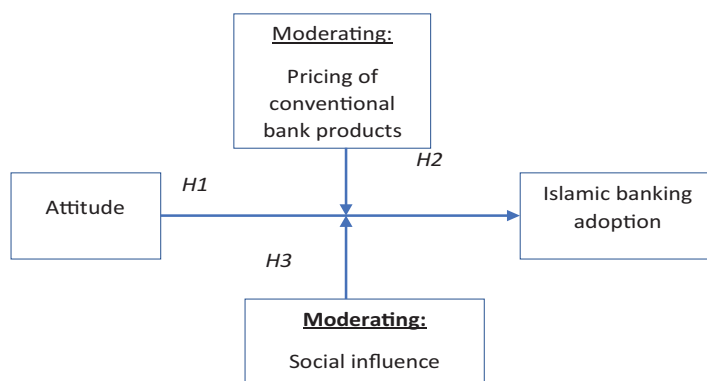 Moderating:
Pricing of
conventional
bank products
H2
H1
Attitude
Islamic banking
adoption
H3
Moderating:
Social influence